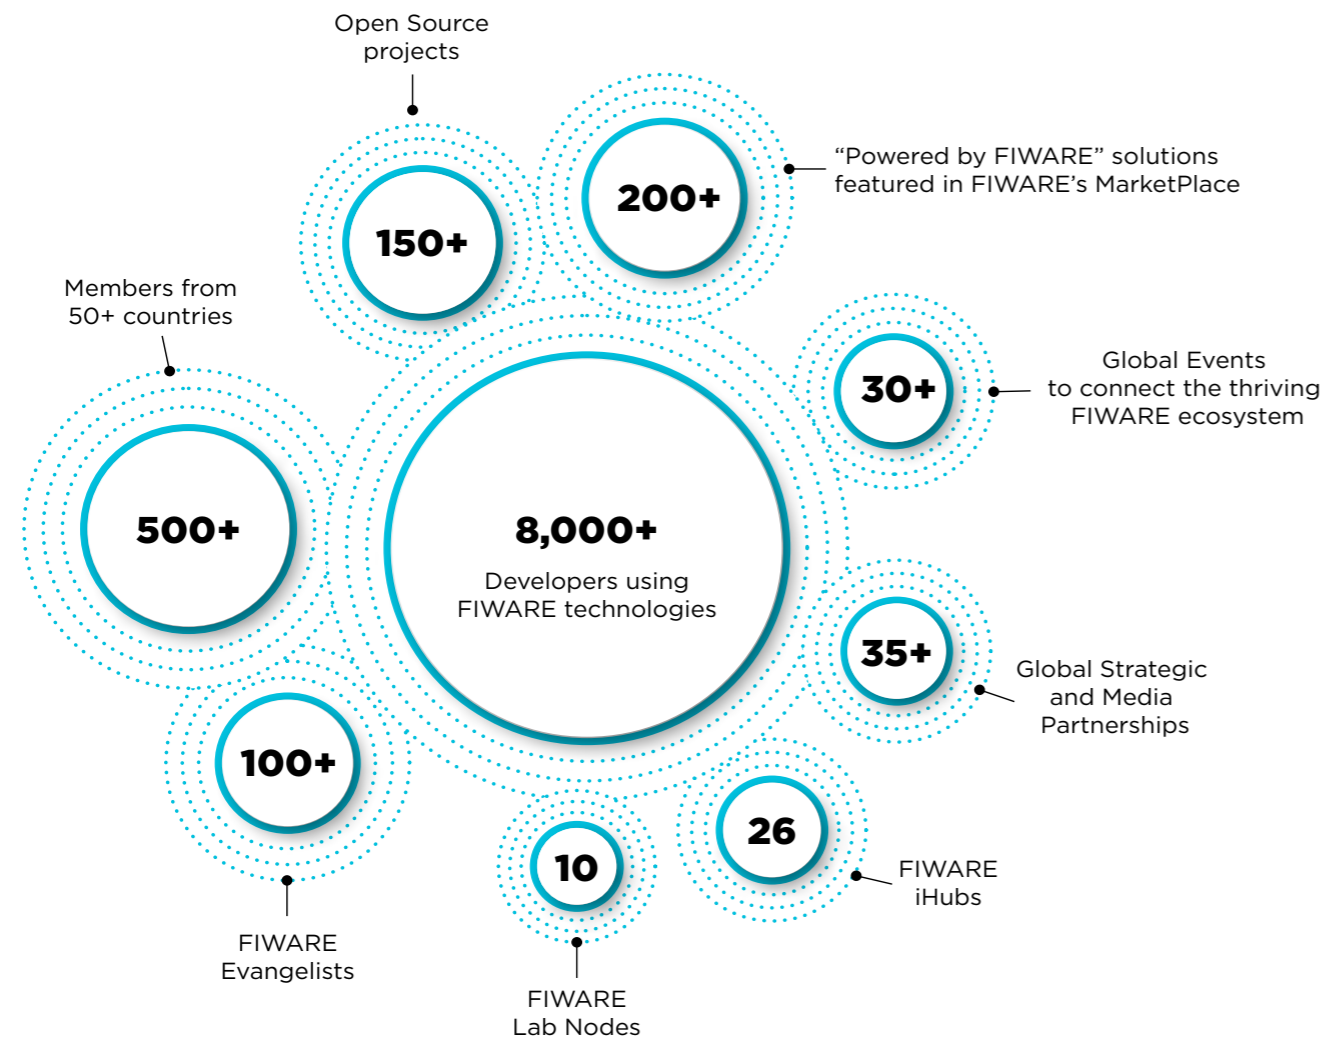 Open Source
projects
150+
200+
“Powered by FIWARE” solutions
featured in FIWARE’s MarketPlace
Members from
50+ countries
500+
30+
Global Events
to connect the thriving
FIWARE ecosystem
8,000+
Developers using
FIWARE technologies
35+
Global Strategic
and Media
Partnerships
100+
FIWARE
Evangelists
10
FIWARE
Lab Nodes
26
FIWARE
iHubs